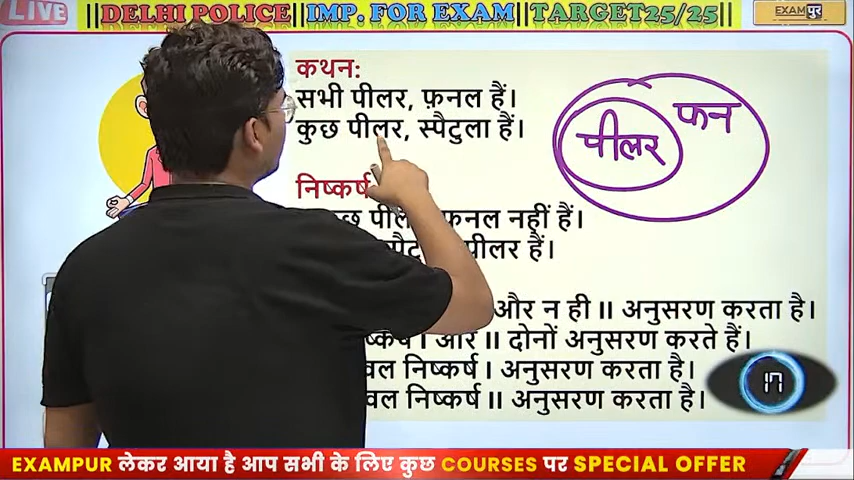 LIVE ||DELHI POLICE||IMP. FOR EXAM||TARGET25/25|| EXAMपुर
कथन:
सभी पीलर, फ़नल हैं।
कुछ पीलर, स्पैटुला हैं।
पीलर
फन
निष्कर्ष
पील फनल नहीं हैं।
पीलर हैं।
और न ही II अनुसरण करता है।
I और II दोनों अनुसरण करते हैं।
निष्कर्ष I अनुसरण करता है।
निष्कर्ष II अनुसरण करता है।
17
EXAMPUR लेकर आया है आप सभी के लिए कुछ COURSES पर SPECIAL OFFER